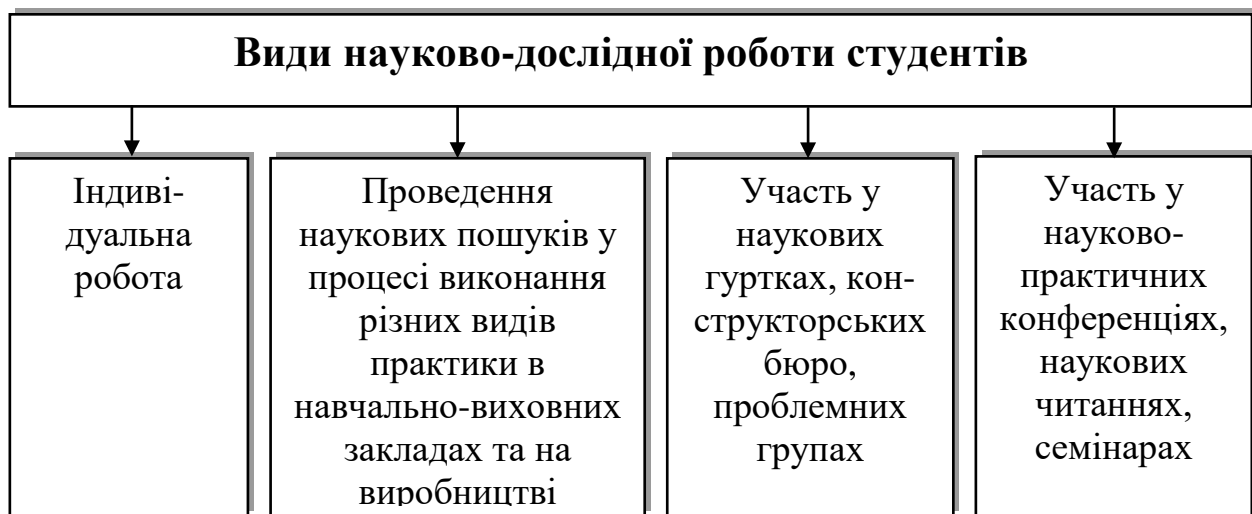 Види науково-дослідної роботи студентів
Індиві-
дуальна
робота
Проведення
наукових пошуків у
процесі виконання
різних видів
практики в
навчально-виховних
закладах та на
виробництві
Участь у
наукових
гуртках, кон-
структорських
бюро,
проблемних
групах
Участь у
науково-
практичних
конференціях,
наукових
читаннях,
семінарах